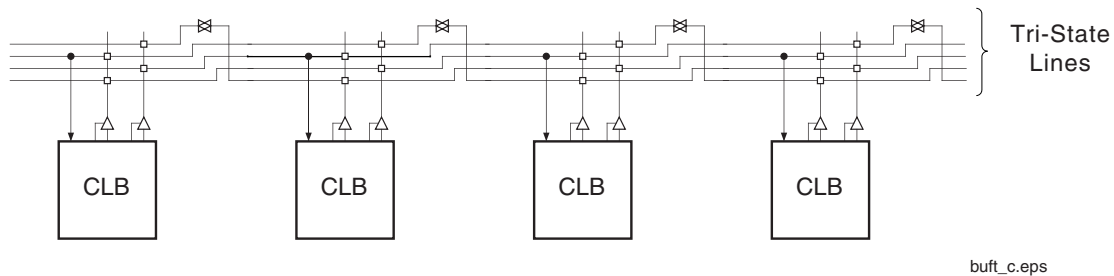 Tri-State
Lines
CLB
CLB
CLB
CLB
buft_c.eps